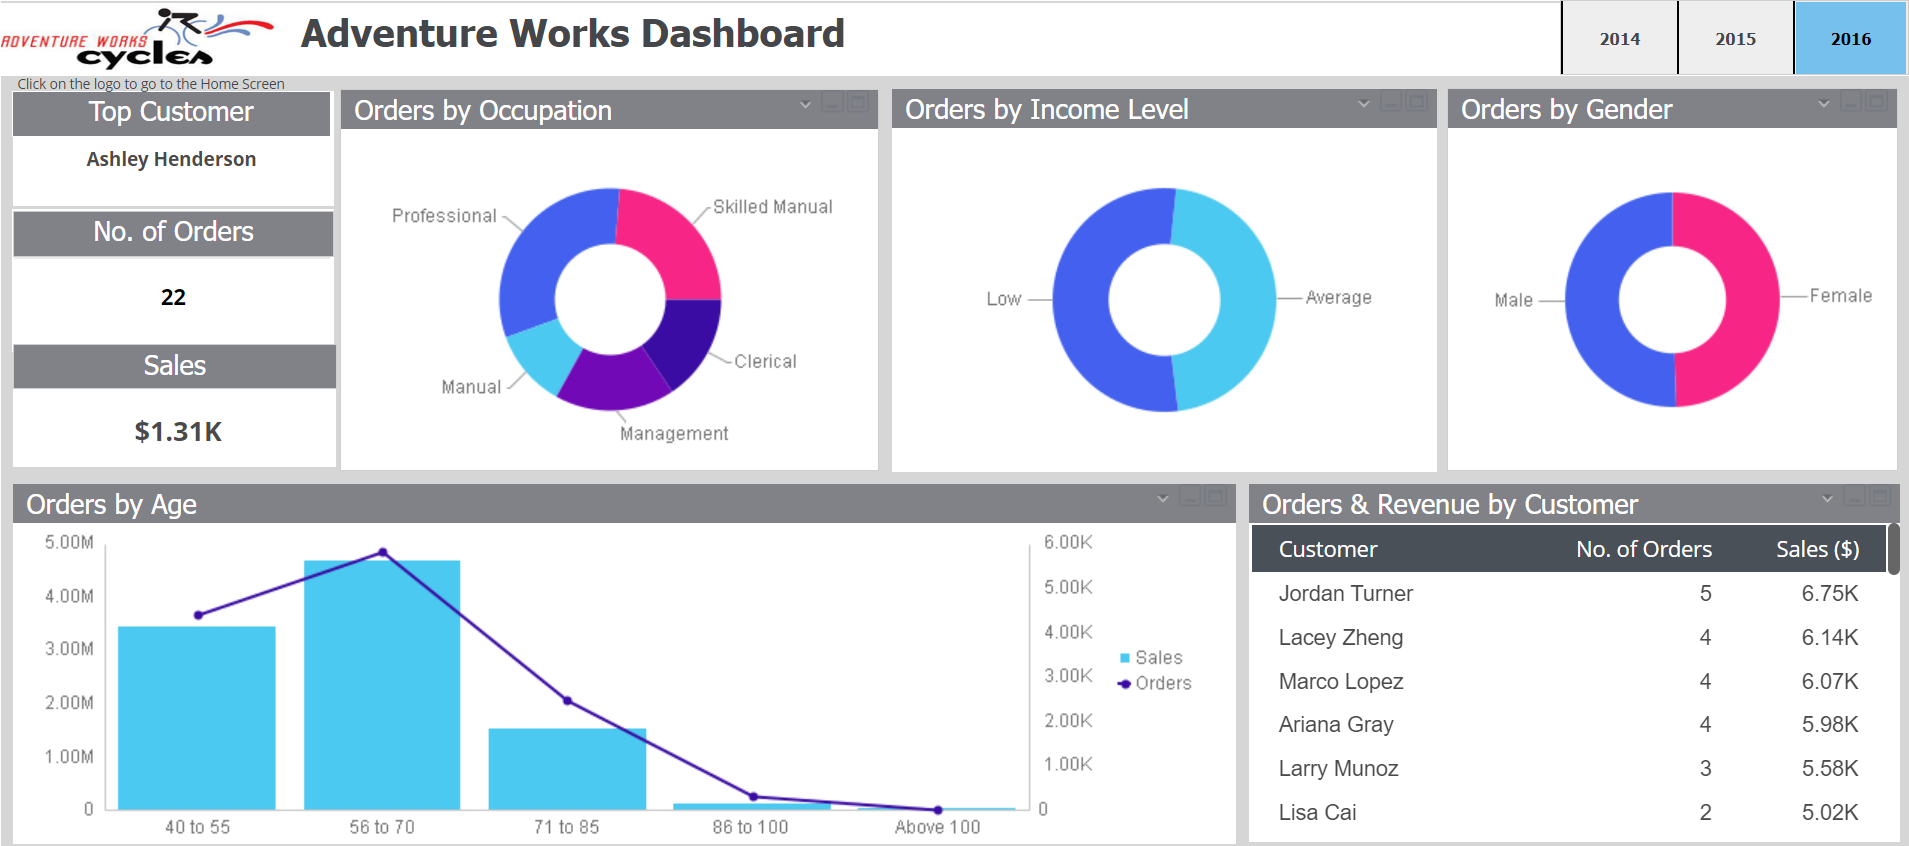 ADVENTURE WORKS
cycles
Adventure Works Dashboard
2014
2015
2016
Click on the logo to go to the Home Screen
Top Customer
Ashley Henderson
No. of Orders
22
Sales
$1.31K
Orders by Occupation
Professional
Skilled Manual
Manual
Clerical
Management
Orders by Income Level
Low
Average
Orders by Gender
Male
Female
Orders by Age
5.00M
4.00M
3.00M
2.00M
1.00M
0
6.00K
5.00K
4.00K
3.00K
2.00K
1.00K
0
40 to 55
56 to 70
71 to 85
86 to 100
Above 100
Sales
Orders
Orders & Revenue by Customer
Customer No. of Orders Sales ($)
Jordan Turner 5 6.75K
Lacey Zheng 4 6.14K
Marco Lopez 4 6.07K
Ariana Gray 4 5.98K
Larry Munoz 3 5.58K
Lisa Cai 2 5.02K